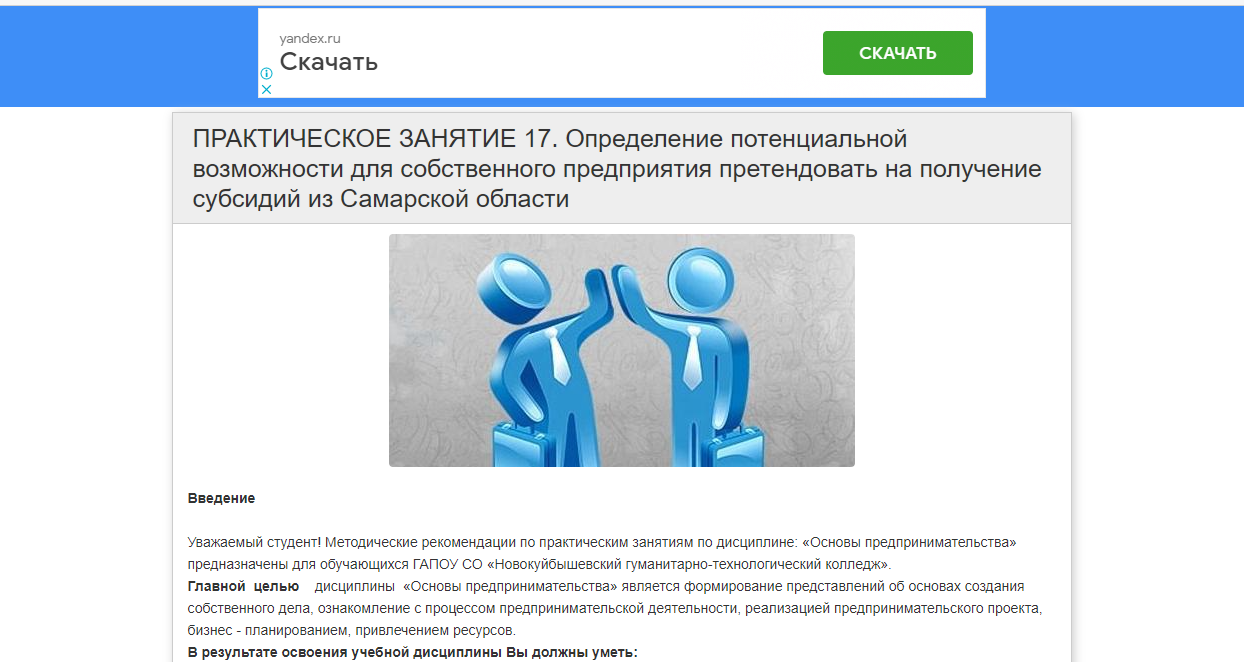 yandex.ru
Скачать
СКАЧАТЬ
ПРАКТИЧЕСКОЕ ЗАНЯТИЕ 17. Определение потенциальной
возможности для собственного предприятия претендовать на получение
субсидий из Самарской области
Введение
Уважаемый студент! Методические рекомендации по практическим занятиям по дисциплине: «Основы предпринимательства»
предназначены для обучающихся ГАПОУ СО «Новокуйбышевский гуманитарно-технологический колледж».
Главной целью дисциплины «Основы предпринимательства» является формирование представлений об основах создания
собственного дела, ознакомление с процессом предпринимательской деятельности, реализацией предпринимательского проекта,
бизнес - планированием, привлечением ресурсов.
В результате освоения учебной дисциплины Вы должны уметь: